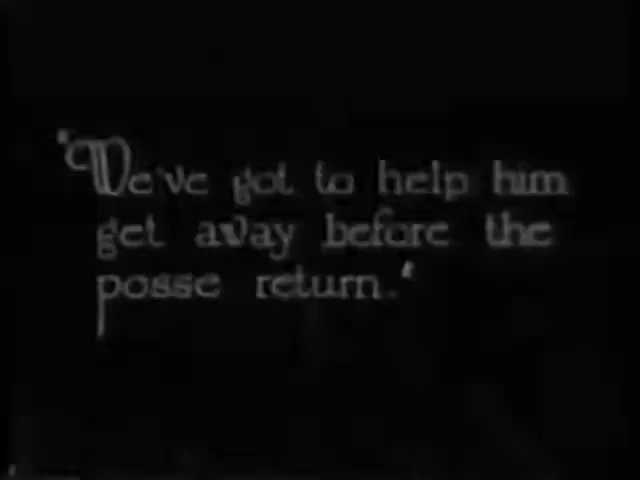 "We've got to help him
get away before the
posse return."